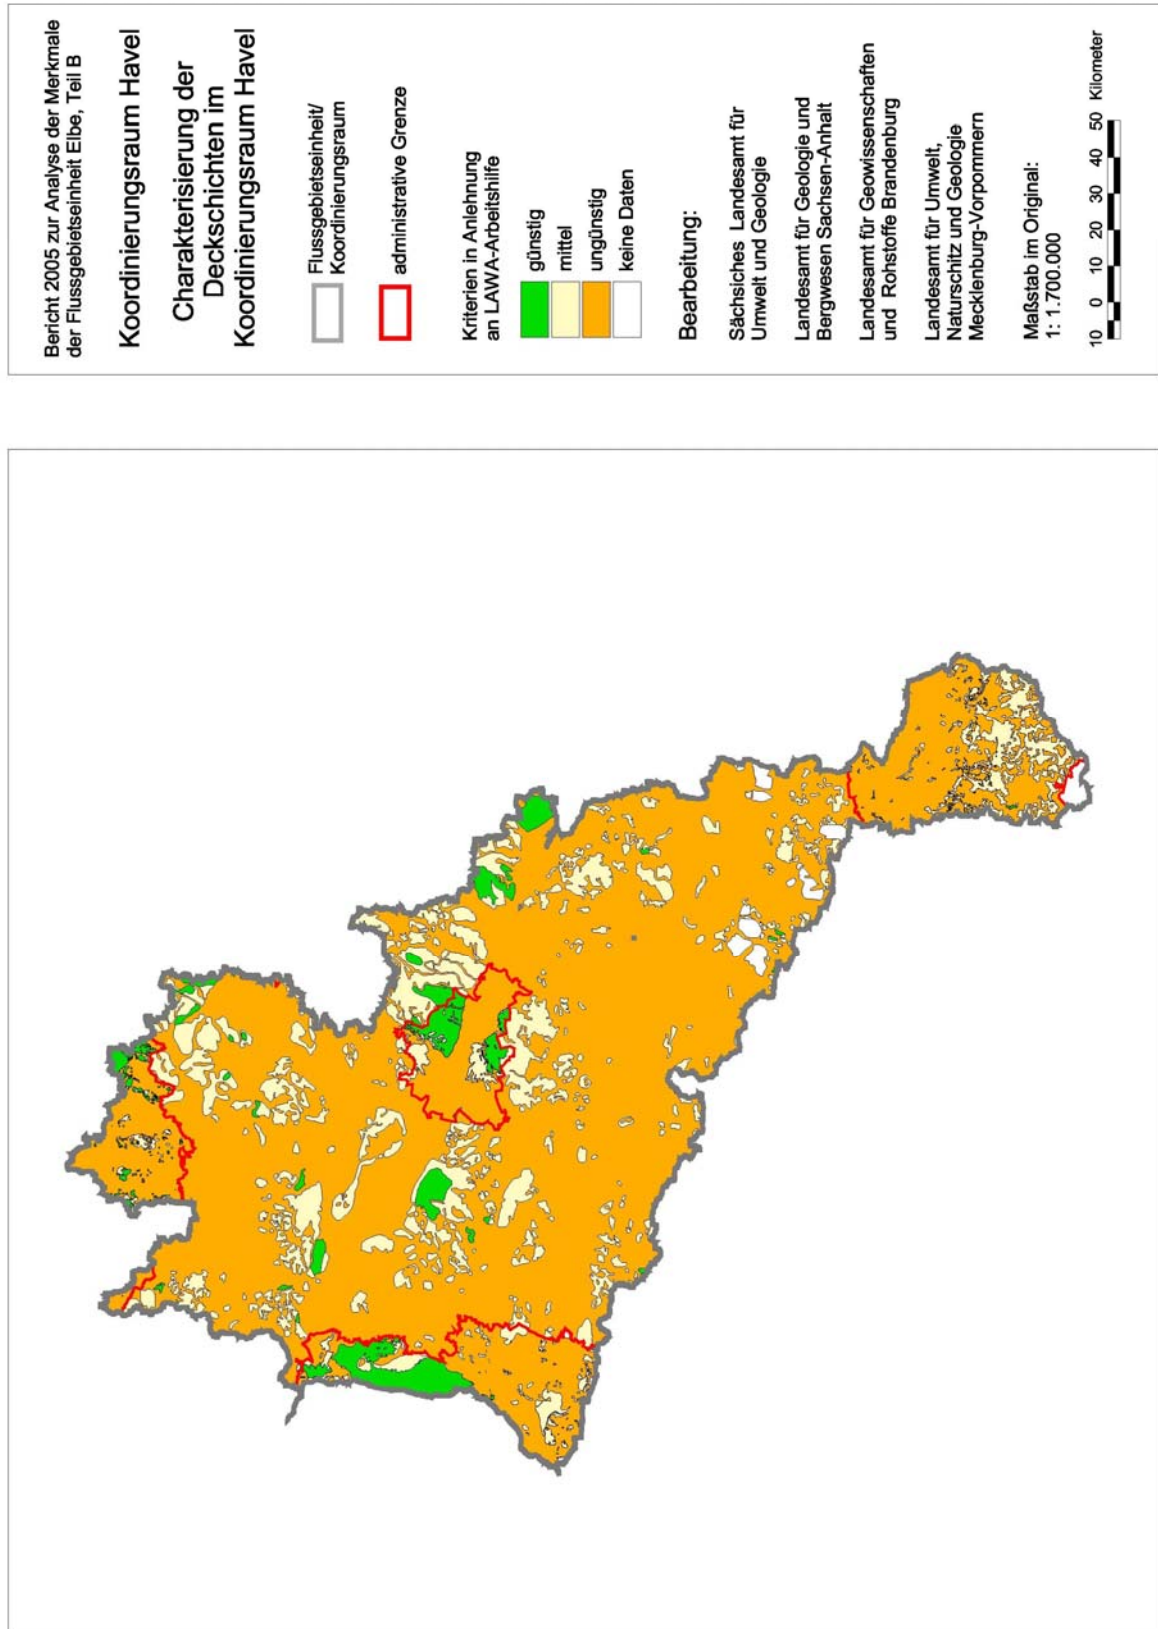 Bericht 2005 zur Analyse der Merkmale
der Flussgebietseinheit Elbe, Teil B
Koordinierungsraum Havel
Charakterisierung der
Deckschichten im
Koordinierungsraum Havel
Flussgebietseinheit/
Koordinierungsraum
administrative Grenze
Kriterien in Anlehnung
an LAWA-Arbeitshilfe
günstig
mittel
ungünstig
keine Daten
Bearbeitung:
Sächsiches Landesamt für
Umwelt und Geologie
Landesamt für Geologie und
Bergwesen Sachsen-Anhalt
Landesamt für Geowissenschaften
und Rohstoffe Brandenburg
Landesamt für Umwelt,
Naturschitz und Geologie
Mecklenburg-Vorpommern
Maßstab im Original:
1: 1.700.000
10 0 10 20 30 40 50 Kilometer